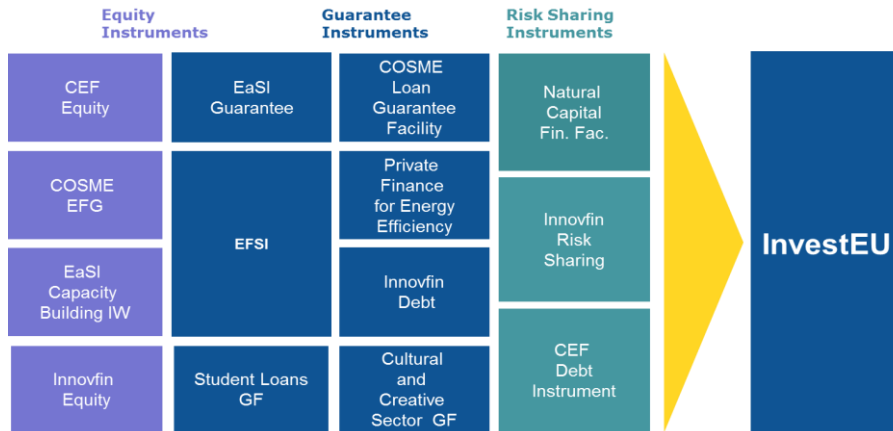 Equity
Instruments
Guarantee
Instruments
Risk Sharing
Instruments
CEF
Equity
COSME
EFG
EaSI
Capacity
Building IW
Innovfin
Equity
EaSI
Guarantee
EFSI
Student Loans
GF
COSME
Loan
Guarantee
Facility
Private
Finance
for Energy
Efficiency
Innovfin
Debt
Cultural
and
Creative
Sector GF
Natural
Capital
Fin. Fac.
Innovfin
Risk
Sharing
CEF
Debt
Instrument
InvestEU